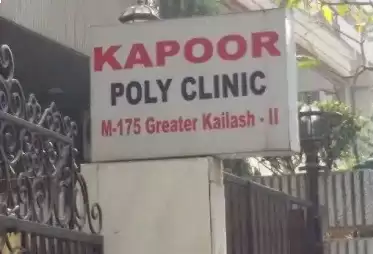 KAPOOR
POLY CLINIC
M-175 Greater Kailash - II